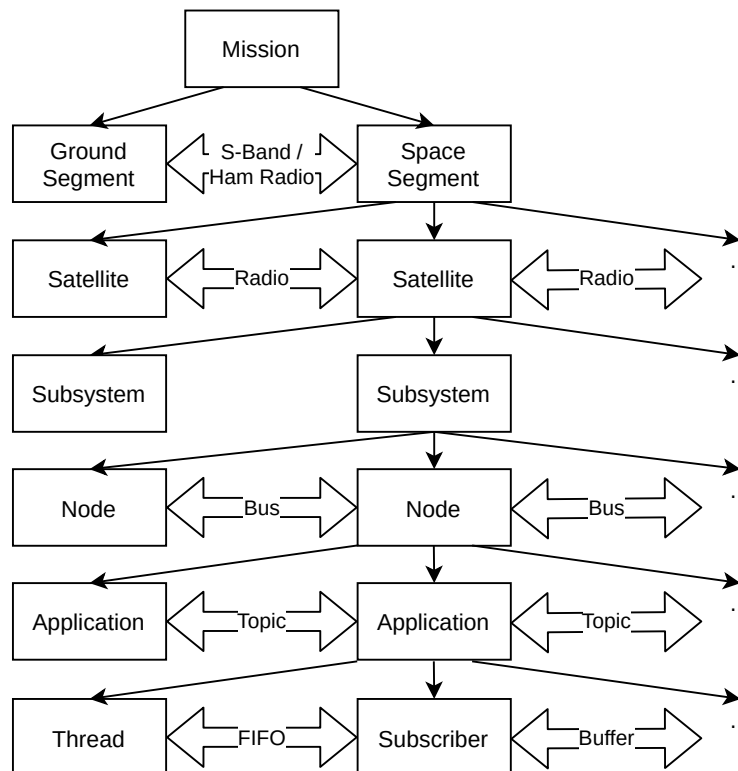 Mission
Ground
Segment
S-Band /
Ham Radio
Space
Segment
Satellite
Radio
Satellite
Radio
.
Subsystem
Subsystem
.
Node
Bus
Node
Bus
.
Application
Topic
Application
Topic
.
Thread
FIFO
Subscriber
Buffer
.